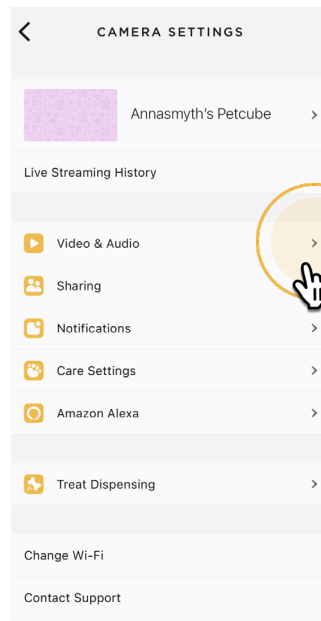 CAMERA SETTINGS
Annasmyth's Petcube
Live Streaming History
Video & Audio
Sharing
Notifications
Care Settings
Amazon Alexa
Treat Dispensing
Change Wi-Fi
Contact Support